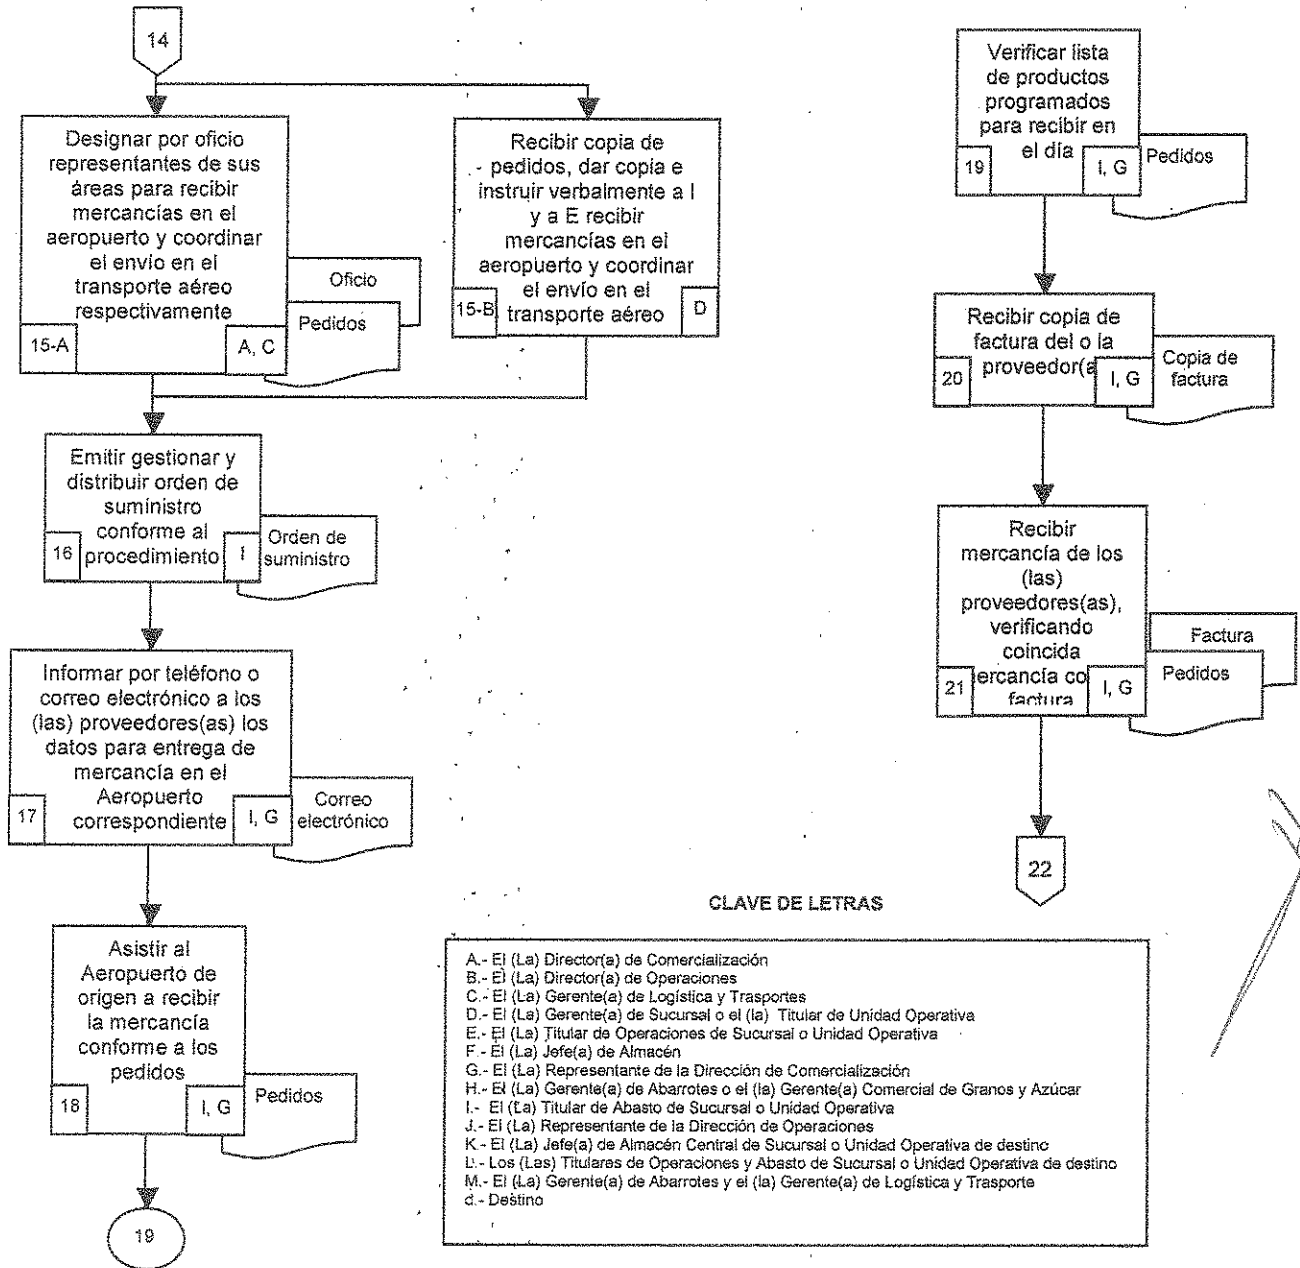 14
Designar por oficio
representantes de sus
áreas para recibir
mercancías en el
aeropuerto y coordinar
el envío en el
transporte aéreo
respectivamente
15-A
A, C
Oficio
Pedidos
Recibir copia de
pedidos, dar copia e
instruir verbalmente a I
y a E recibir
mercancías en el
aeropuerto y coordinar
el envío en el
transporte aéreo
15-B
D
Emitir gestionar y
distribuir orden de
suministro
conforme al
procedimiento
16
I
Orden de
suministro
Informar por teléfono o
correo electrónico a los
(las) proveedores(as) los
datos para entrega de
mercancía en el
Aeropuerto
correspondiente
17
I, G
Correo
electrónico
Asistir al
Aeropuerto de
origen a recibir
la mercancía
conforme a los
pedidos
18
I, G
Pedidos
19
Verificar lista
de productos
programados
para recibir en
el día
19
I, G
Pedidos
Recibir copia de
factura del o la
proveedor(a
20
I, G
Copia de
factura
Recibir
mercancía de los
(las)
proveedores(as),
verificando
coincida
ercancía co
factura
21
I, G
Factura
Pedidos
22
CLAVE DE LETRAS
A.- El (La) Director(a) de Comercialización
B.- El (La) Director(a) de Operaciones
C.- El (La) Gerente(a) de Logística y Trasportes
D.- El (La) Gerente(a) de Sucursal o el (la) Titular de Unidad Operativa
E.- El (La) Titular de Operaciones de Sucursal o Unidad Operativa
F.- El (La) Jefe(a) de Almacén
G.- El (La) Representante de la Dirección de Comercialización
H.- El (La) Gerente(a) de Abarrotes o el (la) Gerente(a) Comercial de Granos y Azúcar
I.- El (La) Titular de Abasto de Sucursal o Unidad Operativa
J.- El (La) Representante de la Dirección de Operaciones
K.- El (La) Jefe(a) de Almacén Central de Sucursal o Unidad Operativa de destino
L.- Los (Las) Titulares de Operaciones y Abasto de Sucursal o Unidad Operativa de destino
M.- El (La) Gerente(a) de Abarrotes y el (la) Gerente(a) de Logística y Trasporte
d.- Destino